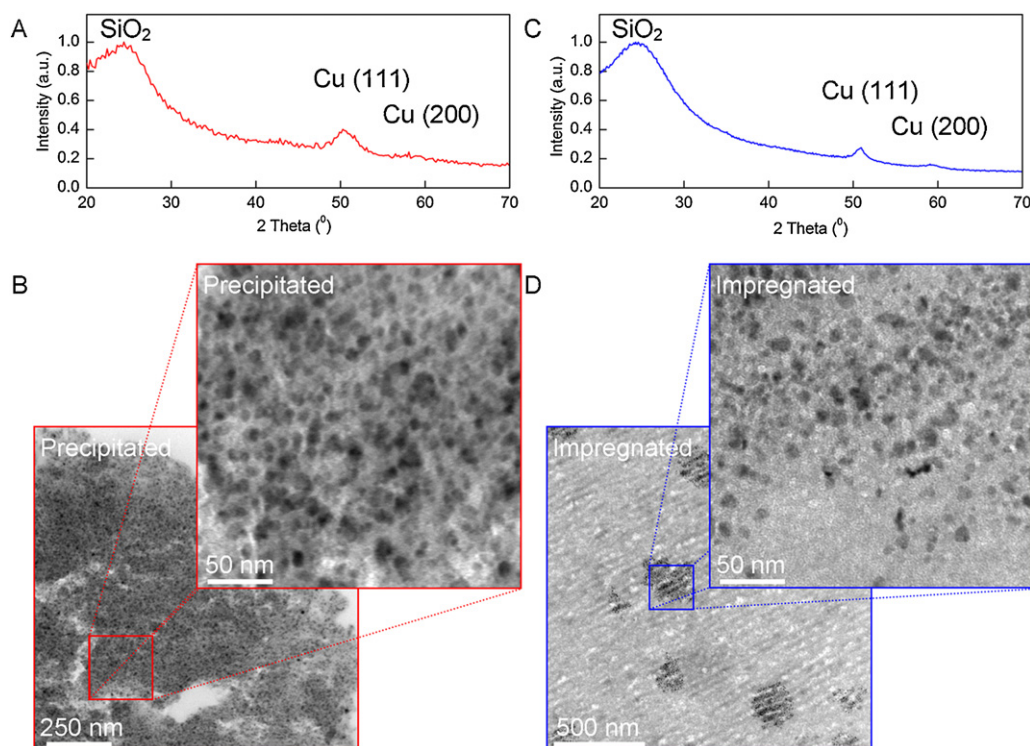 A
SiO₂
Cu (111)
Cu (200)
Intensity (a.u.)
1.0
0.8
0.6
0.4
0.2
0.0
20 30 40 50 60 70
2 Theta (⁰)
C
SiO₂
Cu (111)
Cu (200)
Intensity (a.u.)
1.0
0.8
0.6
0.4
0.2
0.0
20 30 40 50 60 70
2 Theta (⁰)
B
Precipitated
50 nm
Precipitated
250 nm
D
Impregnated
50 nm
Impregnated
500 nm